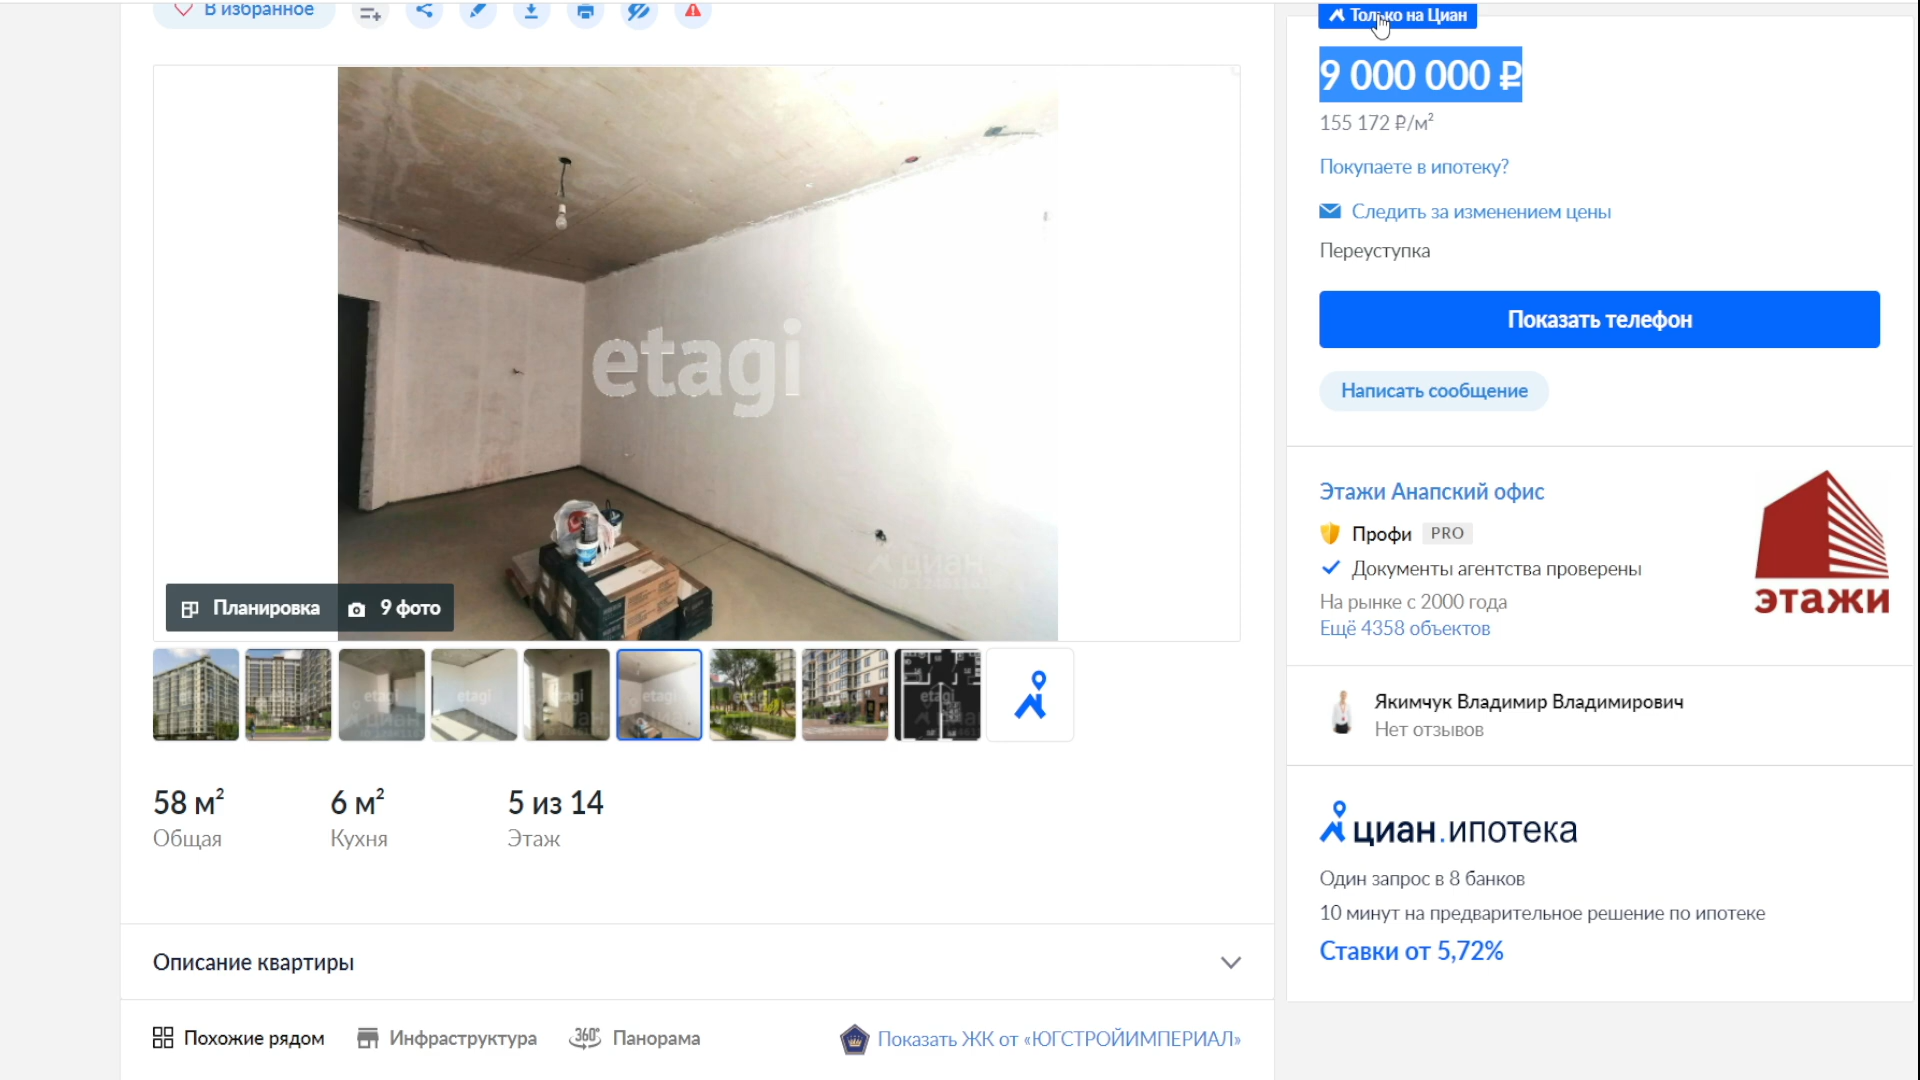 В избранное
etagi
циан
Планировка
9 фото
58 м²
Общая
6 м²
Кухня
5 из 14
Этаж
Описание квартиры
Похожие рядом
Инфраструктура
360°
Панорама
Показать ЖК от «ЮГСТРОЙИМПЕРИАЛ»
Только на Циан
9 000 000 ₽
155 172 ₽/м²
Покупаете в ипотеку?
Следить за изменением цены
Переуступка
Показать телефон
Написать сообщение
Этажи Анапский офис
Профи PRO
Документы агентства проверены
На рынке с 2000 года
Ещё 4358 объектов
этажи
Якимчук Владимир Владимирович
Нет отзывов
циан.ипотека
Один запрос в 8 банков
10 минут на предварительное решение по ипотеке
Ставки от 5,72%